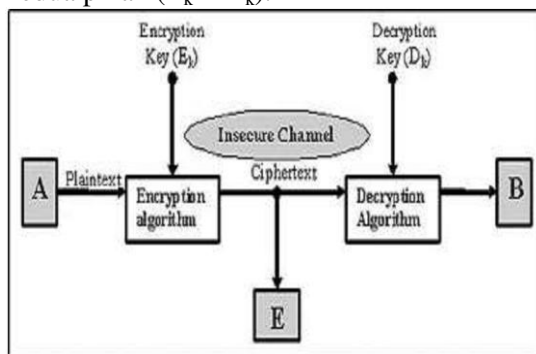 Encryption
Key (Eₖ)
Decryption
Key (Dₖ)
Insecure Channel
A
Plaintext
Encryption
algorithm
Ciphertext
Decryption
Algorithm
B
E